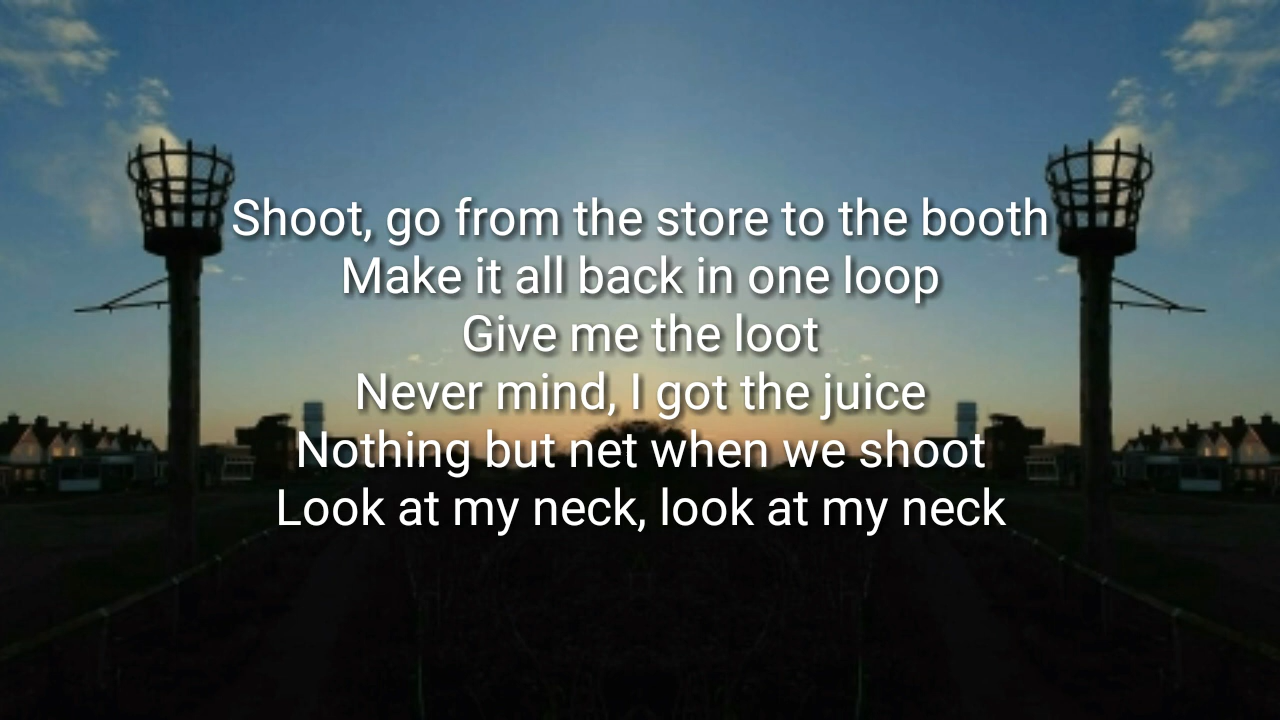 Shoot, go from the store to the booth
Make it all back in one loop
Give me the loot
Never mind, I got the juice
Nothing but net when we shoot
Look at my neck, look at my neck